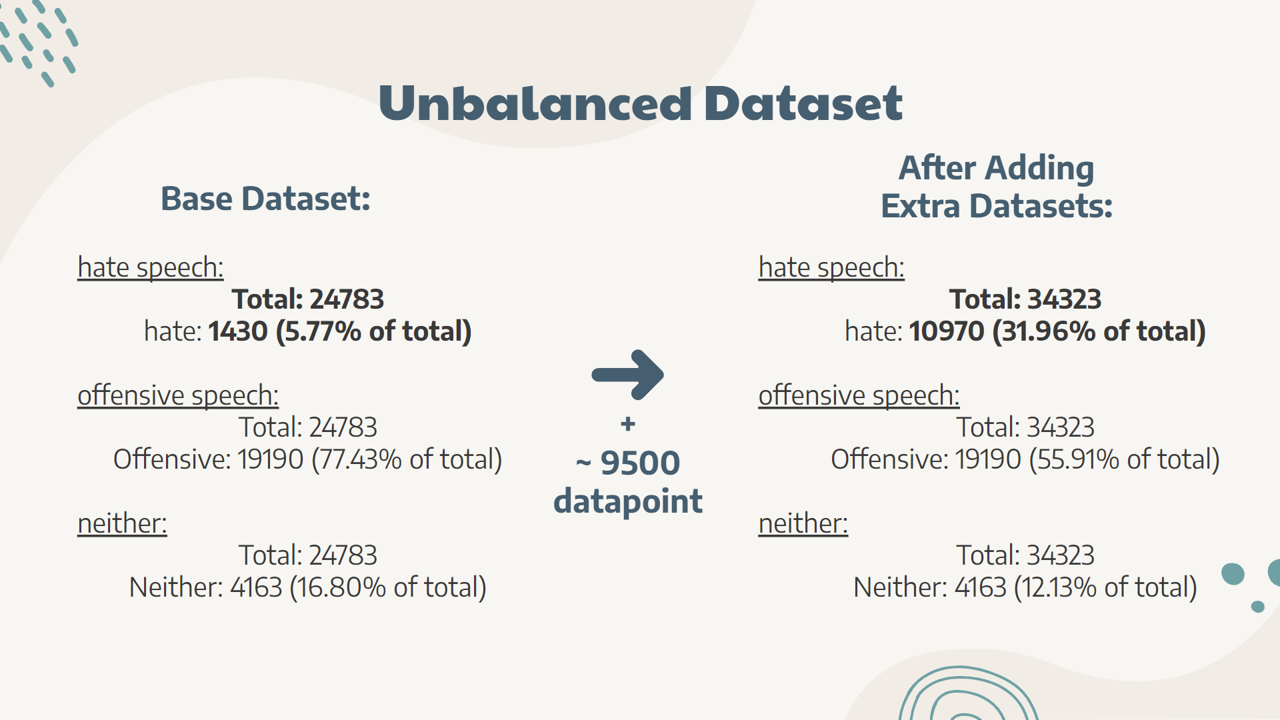 Unbalanced Dataset
Base Dataset:
hate speech:
Total: 24783
hate: 1430 (5.77% of total)
offensive speech:
Total: 24783
Offensive: 19190 (77.43% of total)
neither:
Total: 24783
Neither: 4163 (16.80% of total)
+
~ 9500
datapoint
After Adding
Extra Datasets:
hate speech:
Total: 34323
hate: 10970 (31.96% of total)
offensive speech:
Total: 34323
Offensive: 19190 (55.91% of total)
neither:
Total: 34323
Neither: 4163 (12.13% of total)